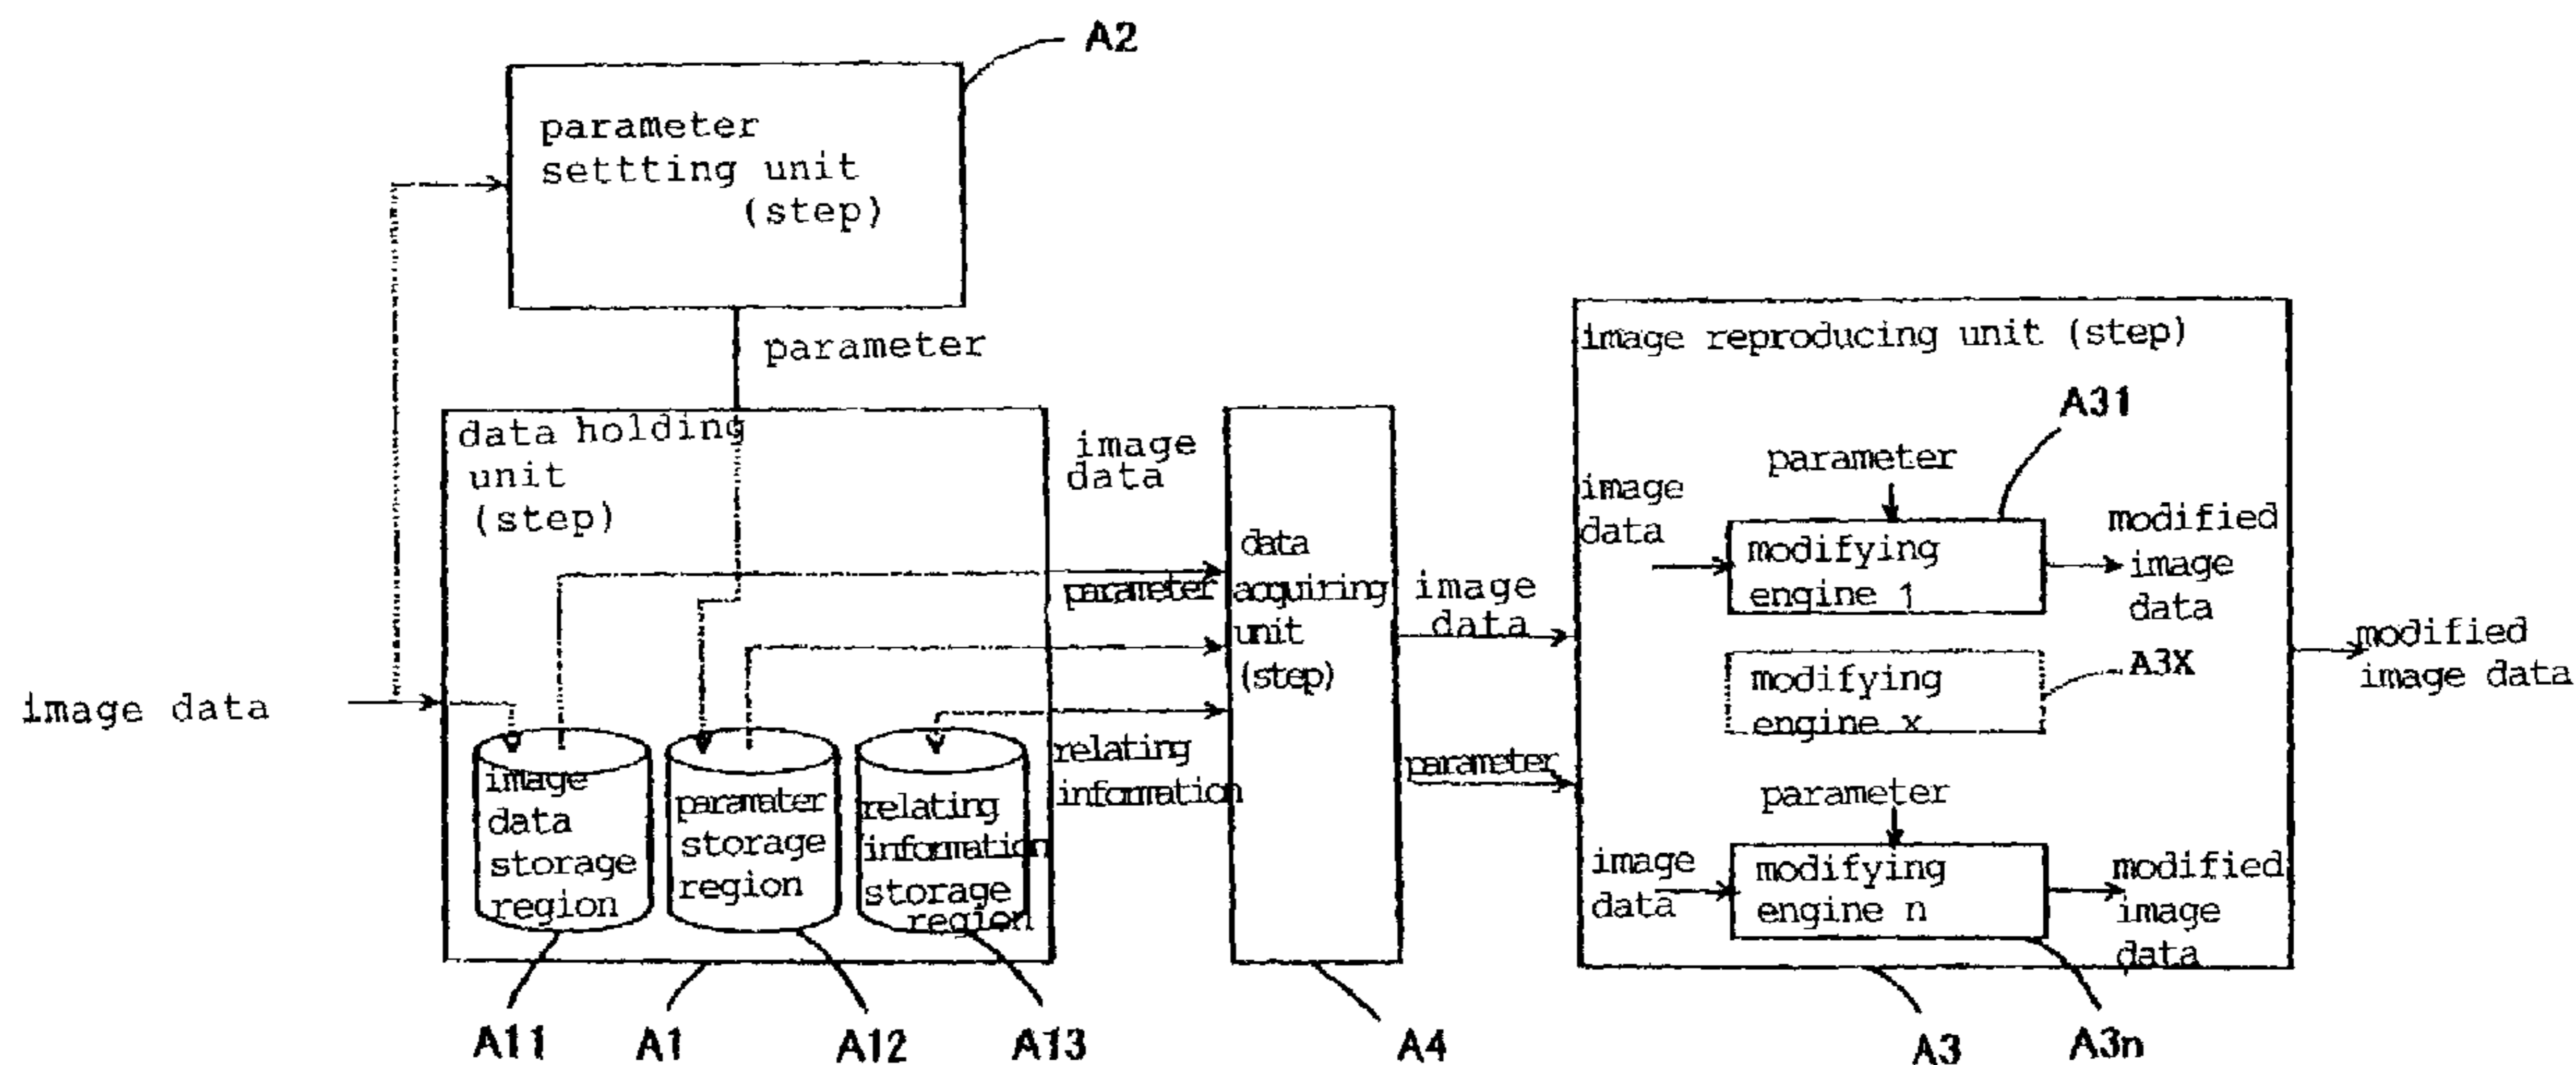 A2
parameter
settting unit
(step)
parameter
data holding
unit
(step)
image data
image
data
storage
region
paramater
storage
region
relating
information
storage
region
image
data
parameter
relating
information
data
acquiring
unit
(step)
image
data
parameter
image reproducing unit (step)
A31
parameter
image
data
modifying
engine 1
modified
image
data
modifying
engine x
A3X
parameter
image
data
modifying
engine n
modified
image
data
modified
image data
A11
A1
A12
A13
A4
A3
A3n